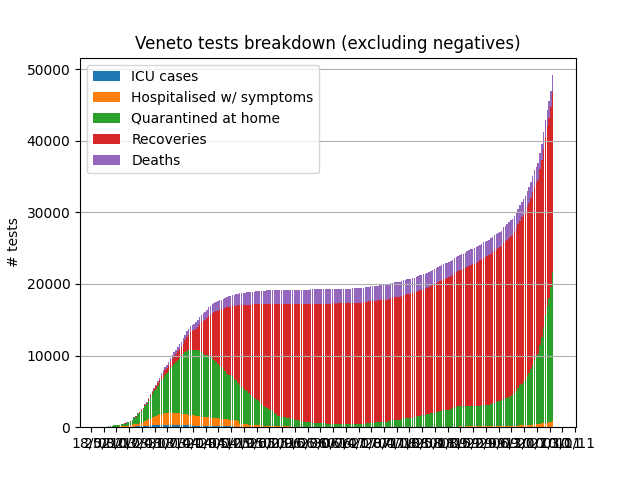 Veneto tests breakdown (excluding negatives)
ICU cases
Hospitalised w/ symptoms
Quarantined at home
Recoveries
Deaths
# tests
50000
40000
30000
20000
10000
0